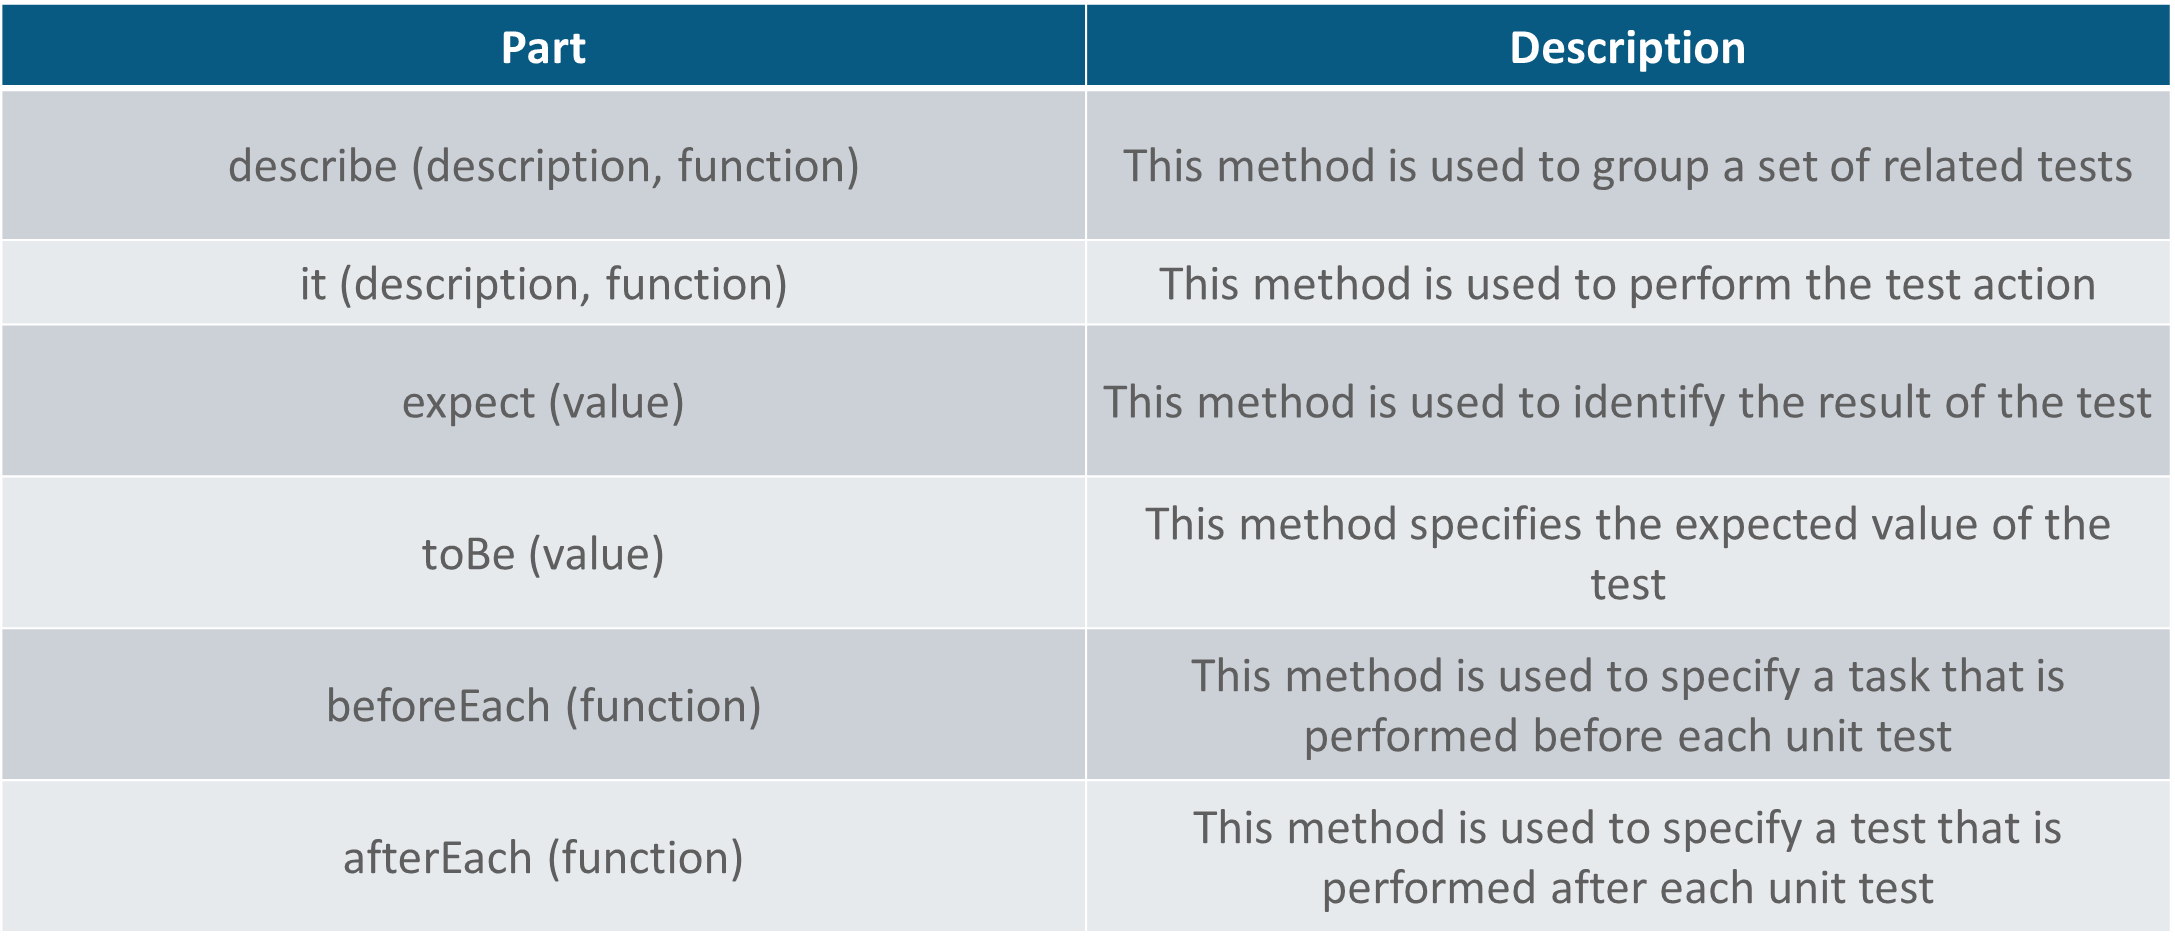 Part
Description
describe (description, function)
This method is used to group a set of related tests
it (description, function)
This method is used to perform the test action
expect (value)
This method is used to identify the result of the test
toBe (value)
This method specifies the expected value of the
test
beforeEach (function)
This method is used to specify a task that is
performed before each unit test
afterEach (function)
This method is used to specify a test that is
performed after each unit test